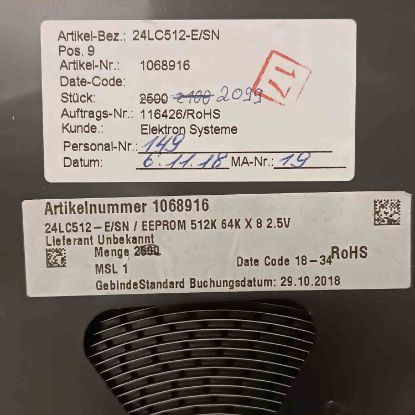 Artikel-Bez.: 24LC512-E/SN
Pos. 9
Artikel-Nr.: 1068916
Date-Code:
Stück: 2500 2100 2099
Auftrags-Nr.: 116426/RoHS
Kunde.: Elektron Systeme
Personal-Nr.: 149
Datum: 6.11.18 MA-Nr.: 19
17
Artikelnummer 1068916
24LC512-E/SN / EEPROM 512K 64K X 8 2.5V
Lieferant Unbekannt
Menge 2500
MSL 1 Date Code 18-34 RoHS
GebindeStandard Buchungsdatum: 29.10.2018